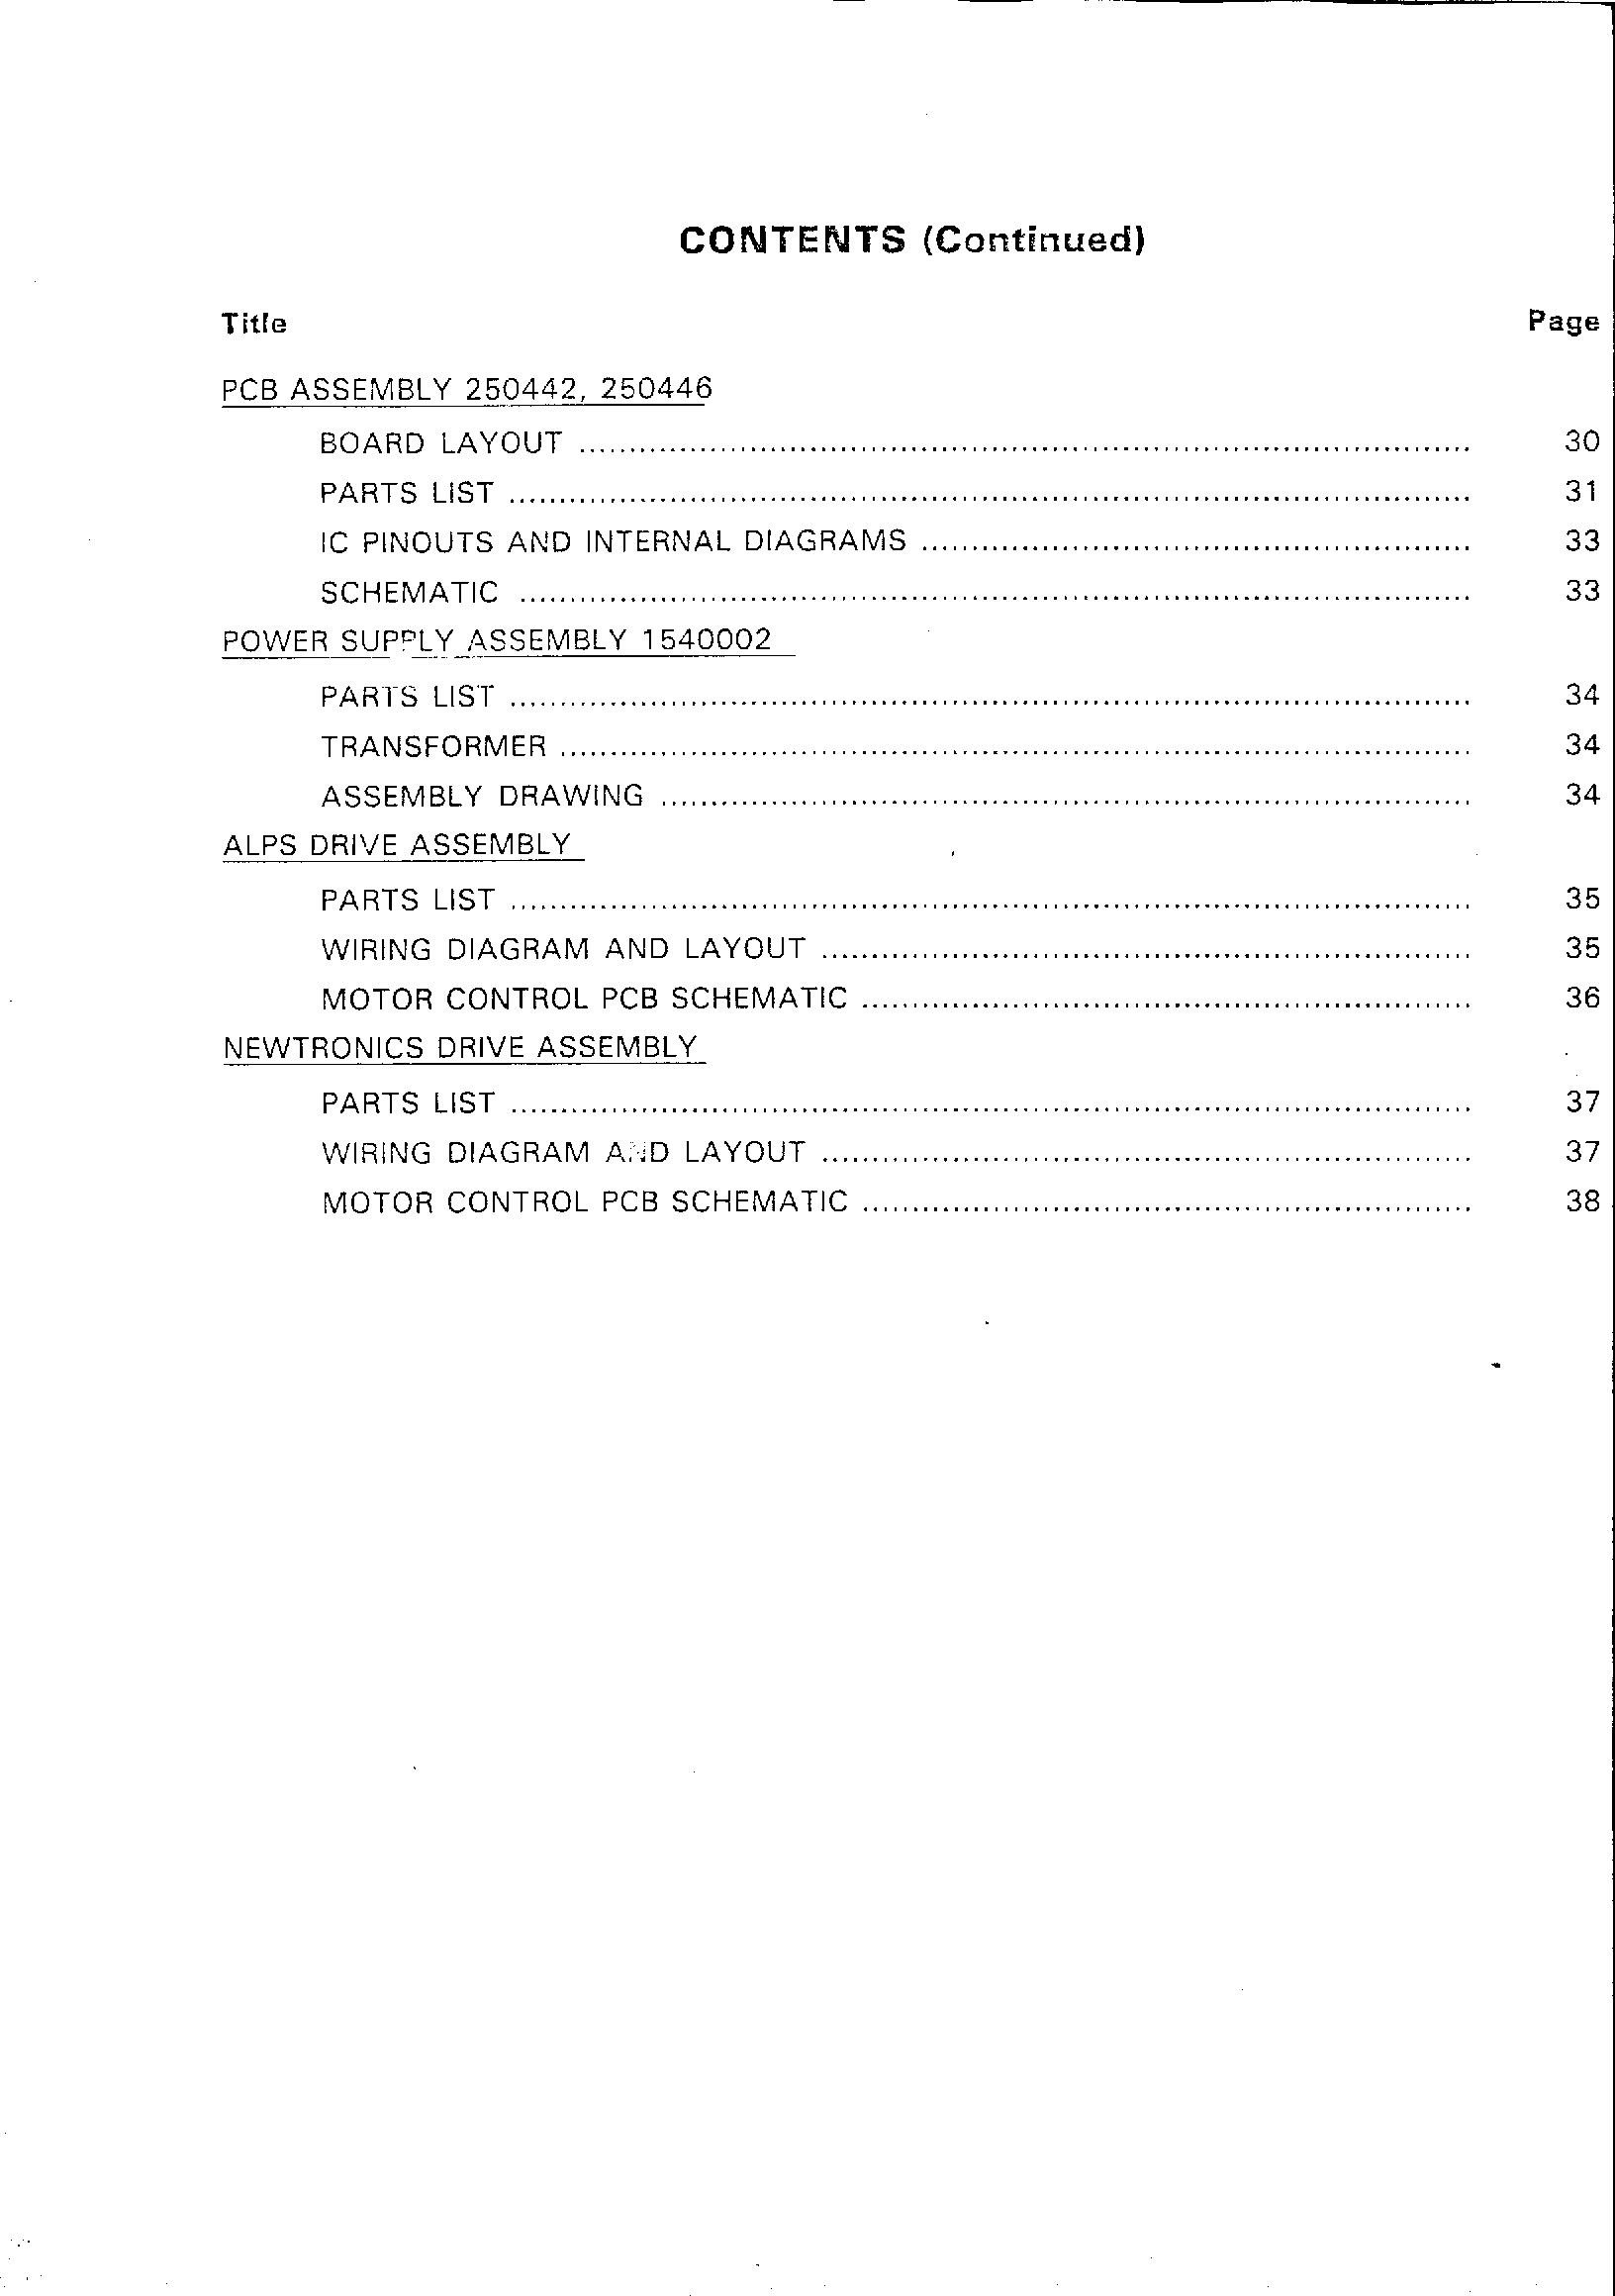 CONTENTS (Continued)
Title Page
PCB ASSEMBLY 250442, 250446
BOARD LAYOUT ........................................ 30
PARTS LIST ........................................ 31
IC PINOUTS AND INTERNAL DIAGRAMS ........................................ 33
SCHEMATIC ........................................ 33
POWER SUPPLY ASSEMBLY 1540002
PARTS LIST ........................................ 34
TRANSFORMER ........................................ 34
ASSEMBLY DRAWING ........................................ 34
ALPS DRIVE ASSEMBLY
PARTS LIST ........................................ 35
WIRING DIAGRAM AND LAYOUT ........................................ 35
MOTOR CONTROL PCB SCHEMATIC ........................................ 36
NEWTRONICS DRIVE ASSEMBLY
PARTS LIST ........................................ 37
WIRING DIAGRAM AND LAYOUT ........................................ 37
MOTOR CONTROL PCB SCHEMATIC ........................................ 38